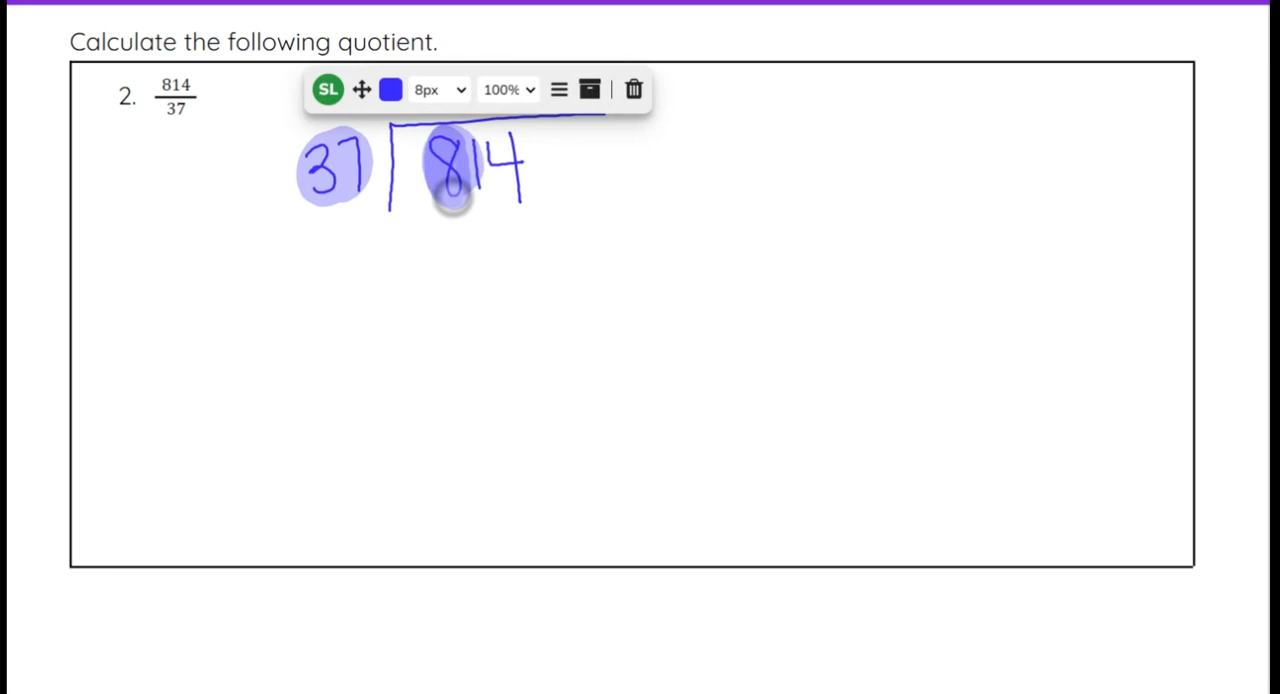 Calculate the following quotient.
2. 814/37
SL 8px 100%
37 814